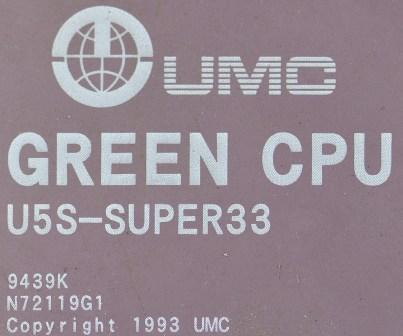 UMC
GREEN CPU
U5S-SUPER33
9439K
N72119G1
Copyright 1993 UMC